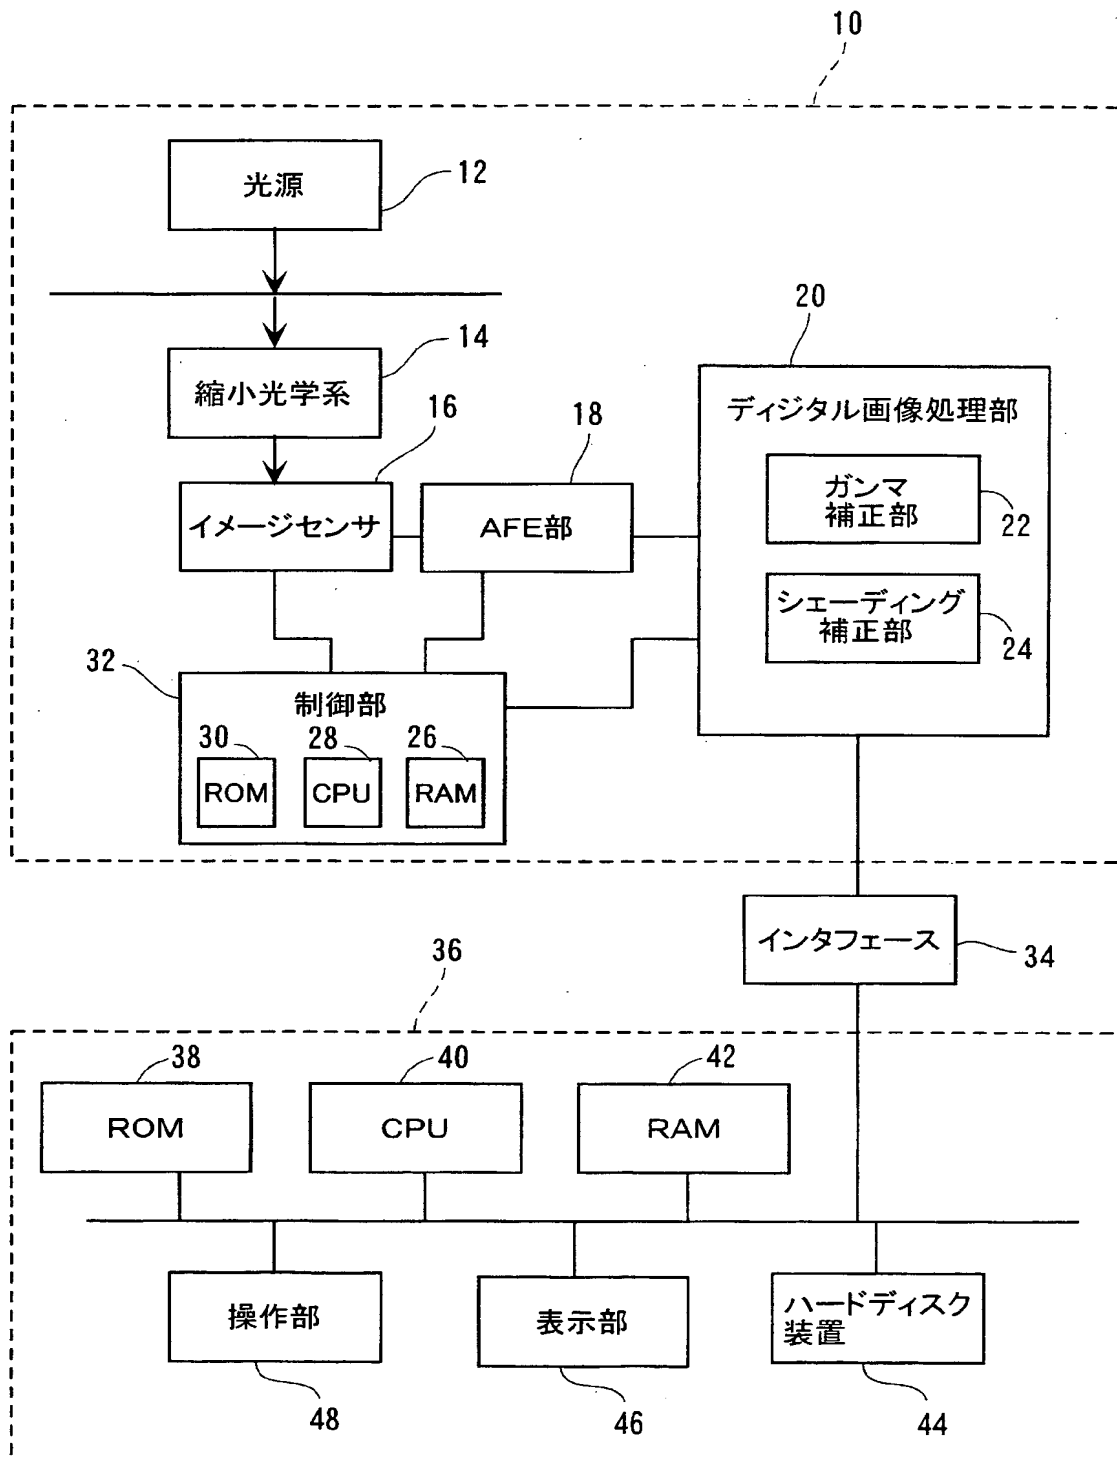 10
光源
12
縮小光学系
14
イメージセンサ
16
AFE部
18
20
ディジタル画像処理部
ガンマ
補正部
22
シェーディング
補正部
24
32
制御部
30
28
26
ROM
CPU
RAM
インタフェース
34
36
38
40
42
ROM
CPU
RAM
操作部
表示部
ハードディスク
装置
48
46
44